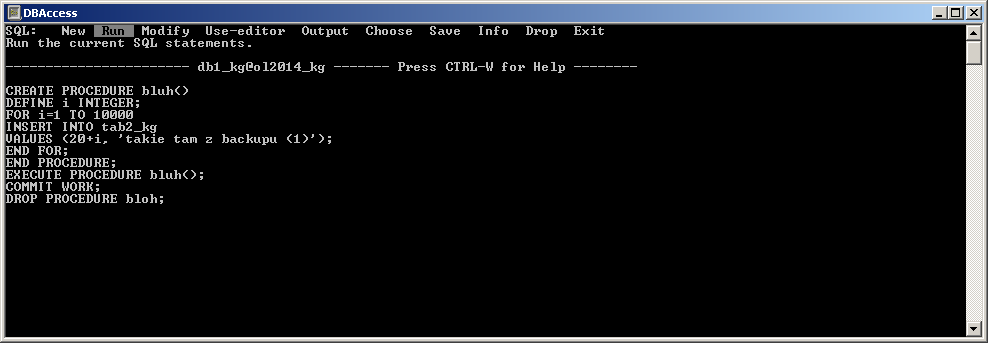 DBAccess
SQL:   New  Run  Modify  Use-editor  Output  Choose  Save  Info  Drop  Exit
Run the current SQL statements.
----------------------- db1_kg@ol2014_kg ------- Press CTRL-W for Help --------
CREATE PROCEDURE bluh()
DEFINE i INTEGER;
FOR i=1 TO 10000
INSERT INTO tab2_kg
VALUES (20+i, 'takie tam z backupu (1)');
END FOR;
END PROCEDURE;
EXECUTE PROCEDURE bluh();
COMMIT WORK;
DROP PROCEDURE bloh;